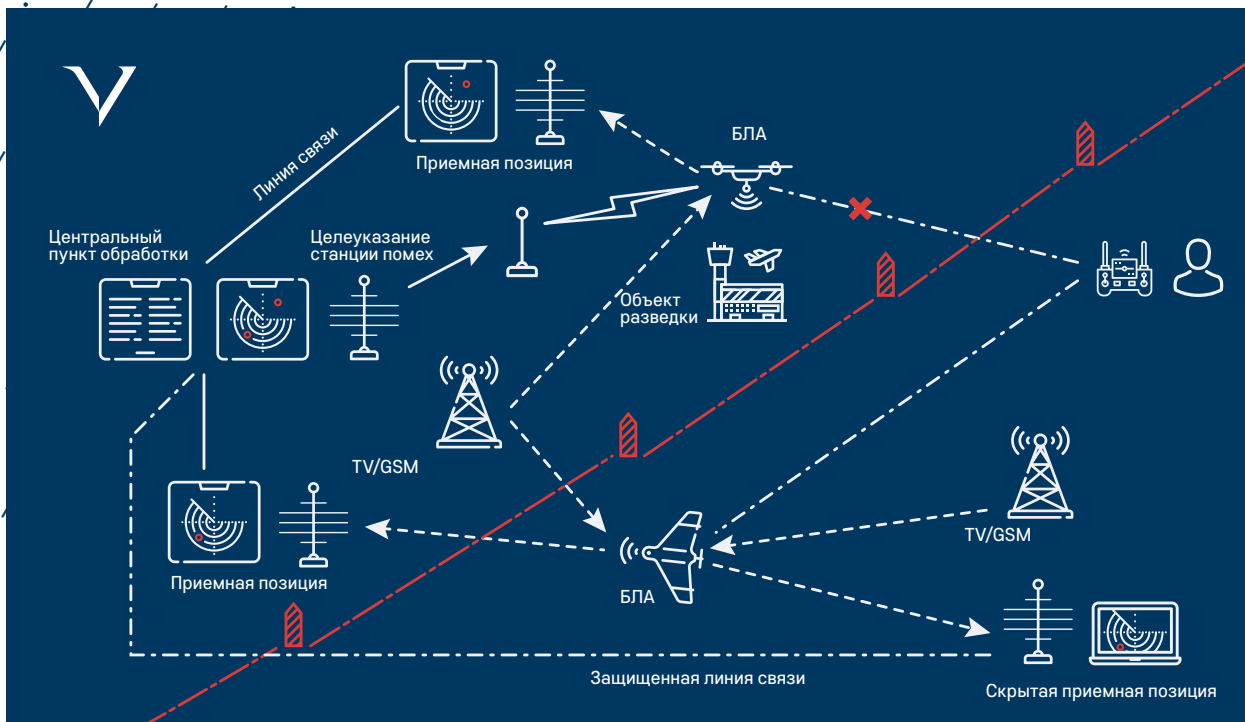 Приемная позиция
БЛА
Линия связи
Центральный
пункт обработки
Целеуказание
станции помех
Объект
разведки
TV/GSM
TV/GSM
Приемная позиция
БЛА
Защищенная линия связи
Скрытая приемная позиция